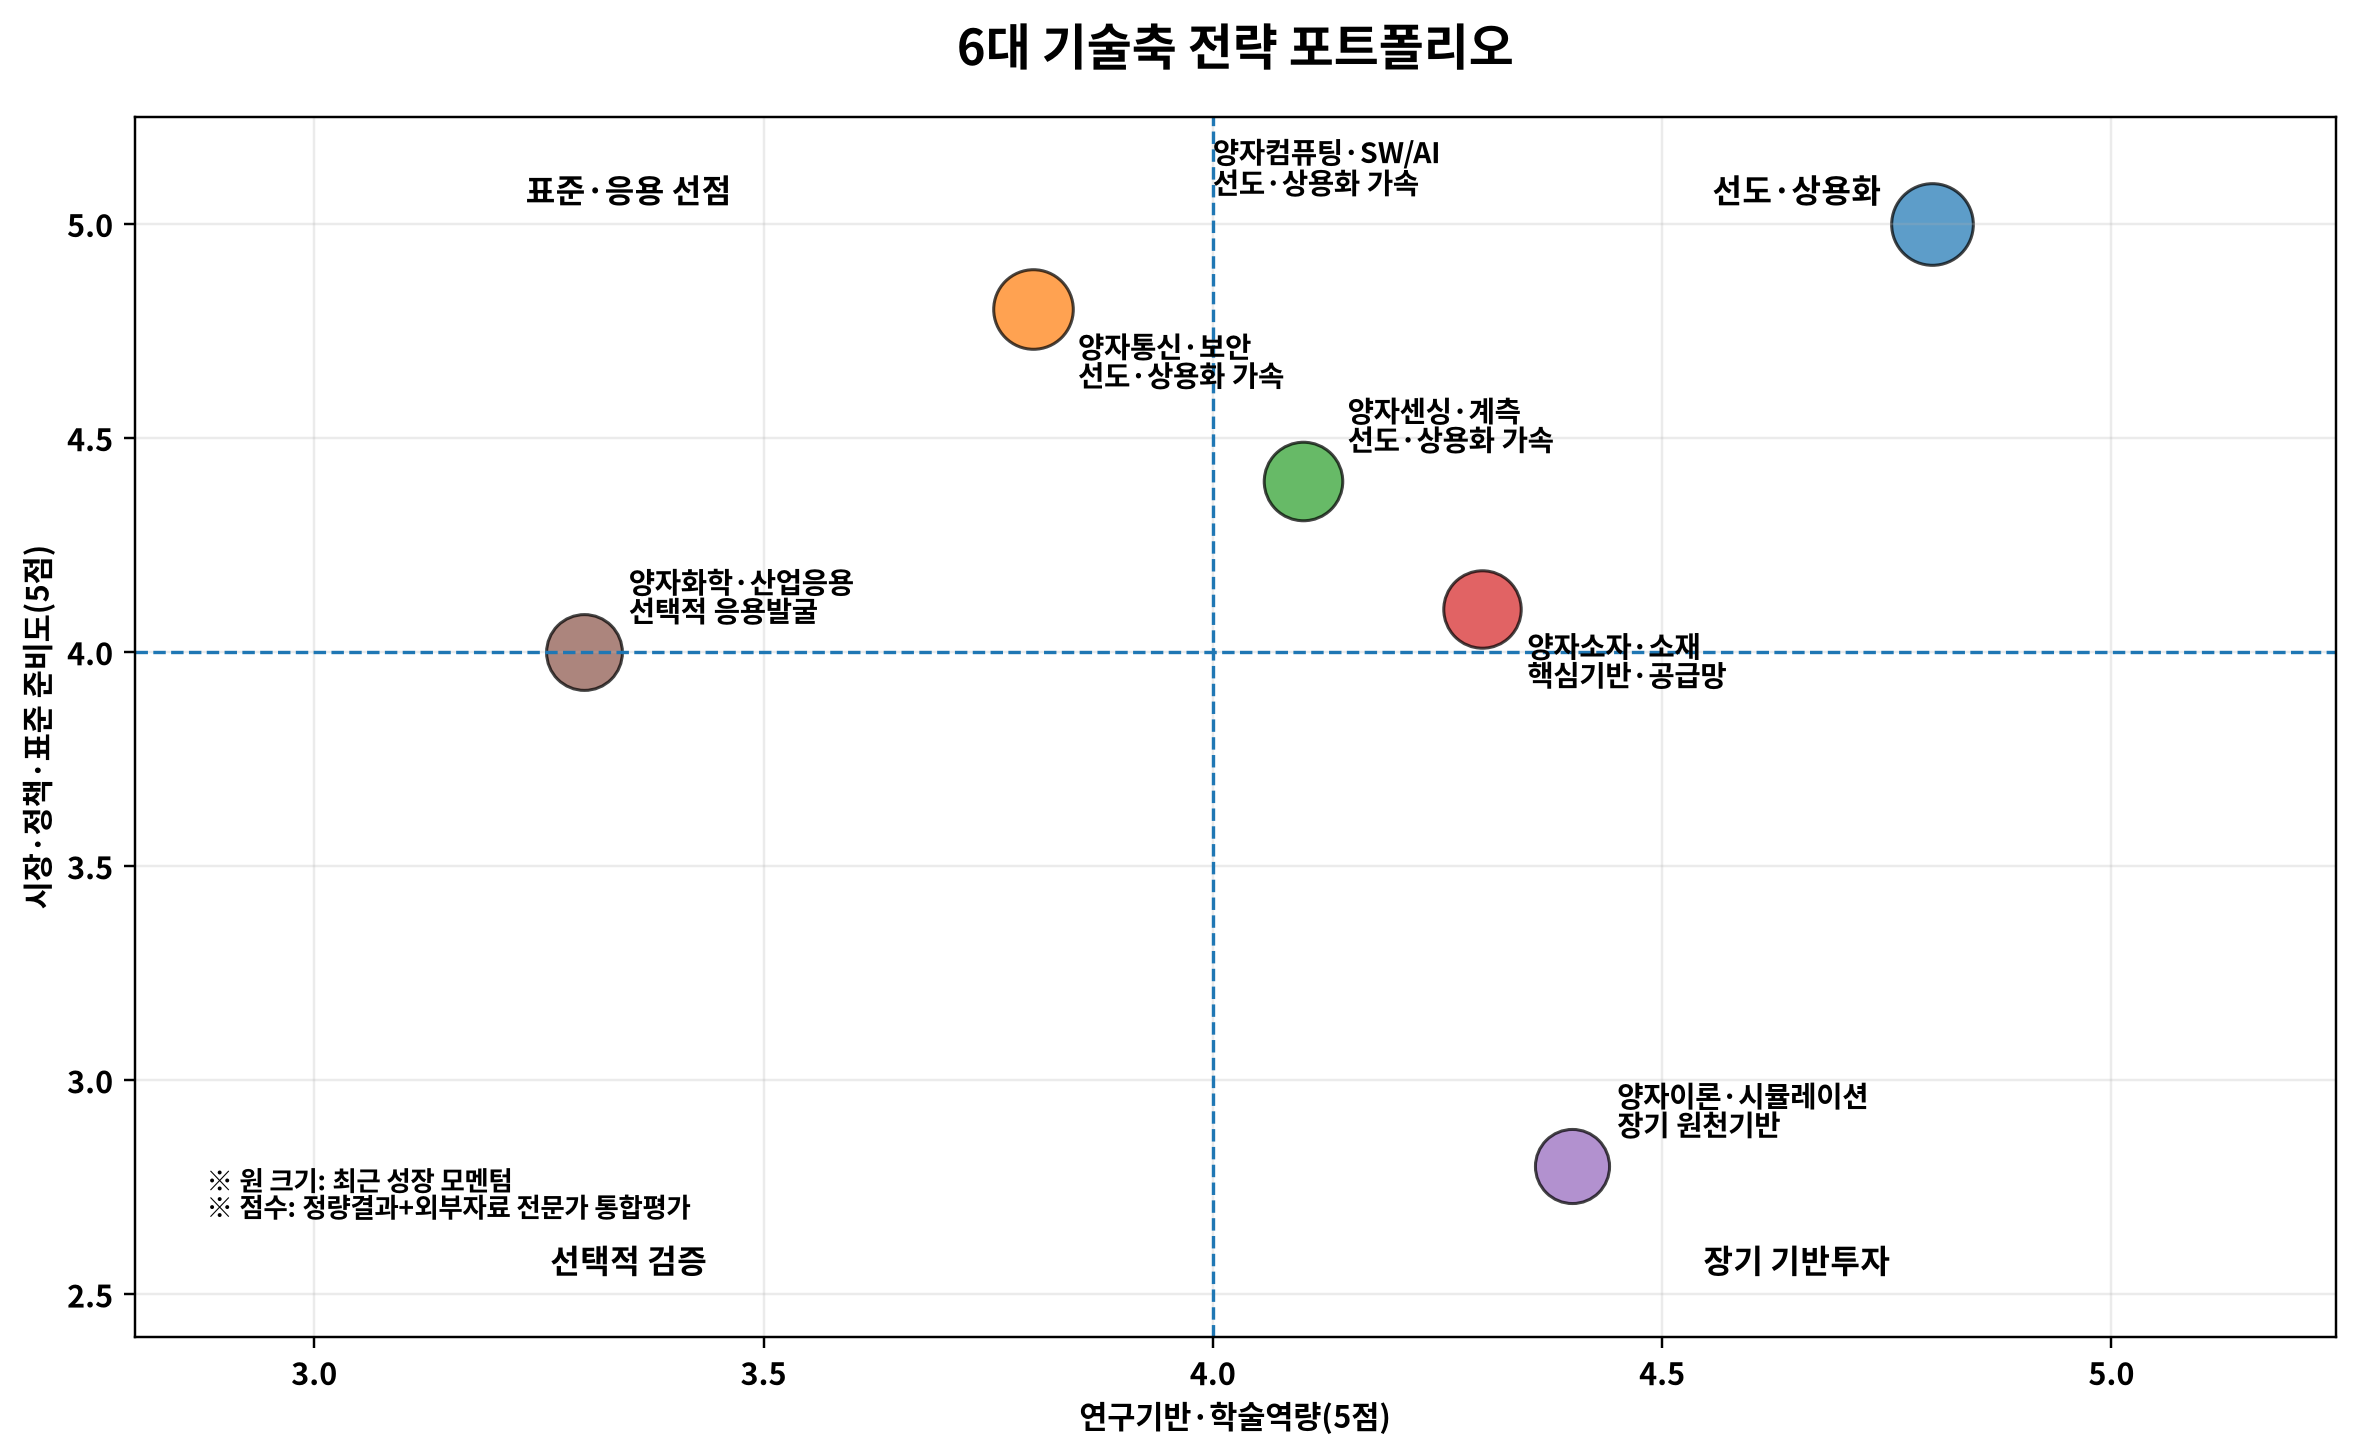 6대 기술축 전략 포트폴리오
양자컴퓨팅·SW/AI
선도·상용화 가속
표준·응용 선점
선도·상용화
양자통신·보안
선도·상용화 가속
양자센싱·계측
선도·상용화 가속
양자화학·산업응용
선택적 응용발굴
양자소자·소재
핵심기반·공급망
양자이론·시뮬레이션
장기 원천기반
※ 원 크기: 최근 성장 모멘텀
※ 점수: 정량결과+외부자료 전문가 통합평가
선택적 검증
장기 기반투자
시장·정책·표준 준비도(5점)
5.0
4.5
4.0
3.5
3.0
2.5
3.0
3.5
4.0
4.5
5.0
연구기반·학술역량(5점)